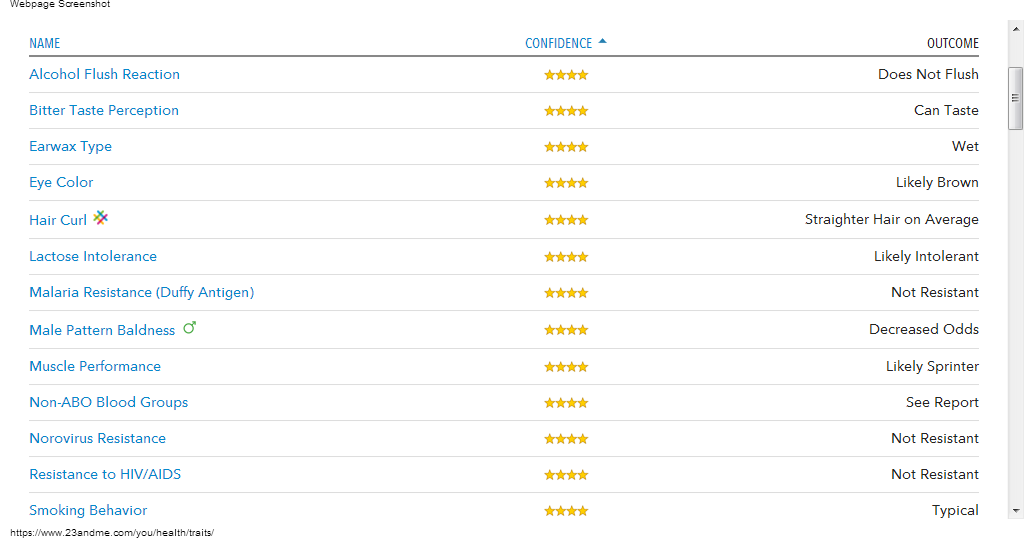 Webpage Screenshot
NAME CONFIDENCE OUTCOME
Alcohol Flush Reaction Does Not Flush
Bitter Taste Perception Can Taste
Earwax Type Wet
Eye Color Likely Brown
Hair Curl Straighter Hair on Average
Lactose Intolerance Likely Intolerant
Malaria Resistance (Duffy Antigen) Not Resistant
Male Pattern Baldness Decreased Odds
Muscle Performance Likely Sprinter
Non-ABO Blood Groups See Report
Norovirus Resistance Not Resistant
Resistance to HIV/AIDS Not Resistant
Smoking Behavior Typical
https://www.23andme.com/you/health/traits/